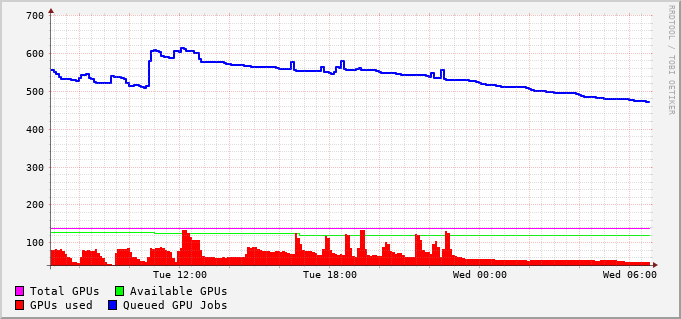 700
600
500
400
300
200
100
Tue 12:00 Tue 18:00 Wed 00:00 Wed 06:00
Total GPUs Available GPUs
GPUs used Queued GPU Jobs
RRDTOOL / TOBI OETIKER